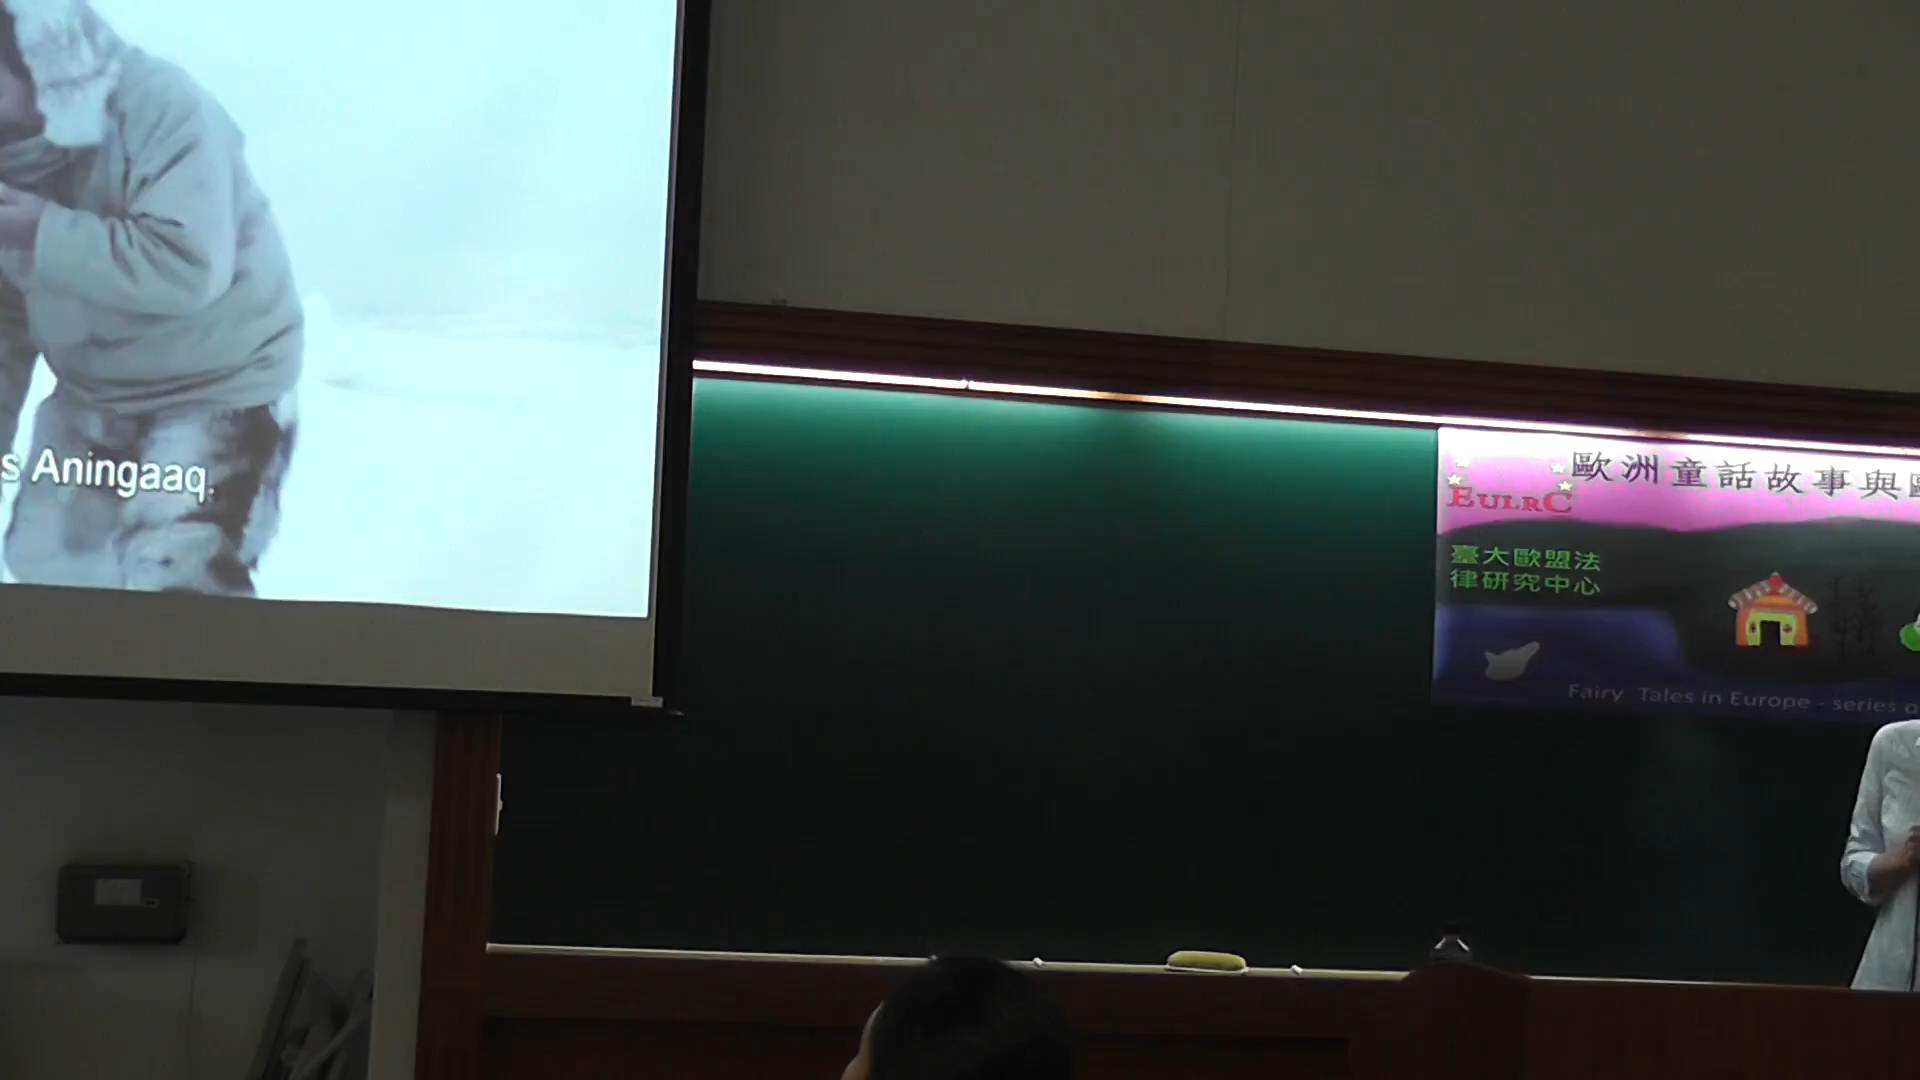 s Aningaaq.
歐洲童話故事與
EULRC
臺大歐盟法
律研究中心
Fairy Tales in Europe - series o